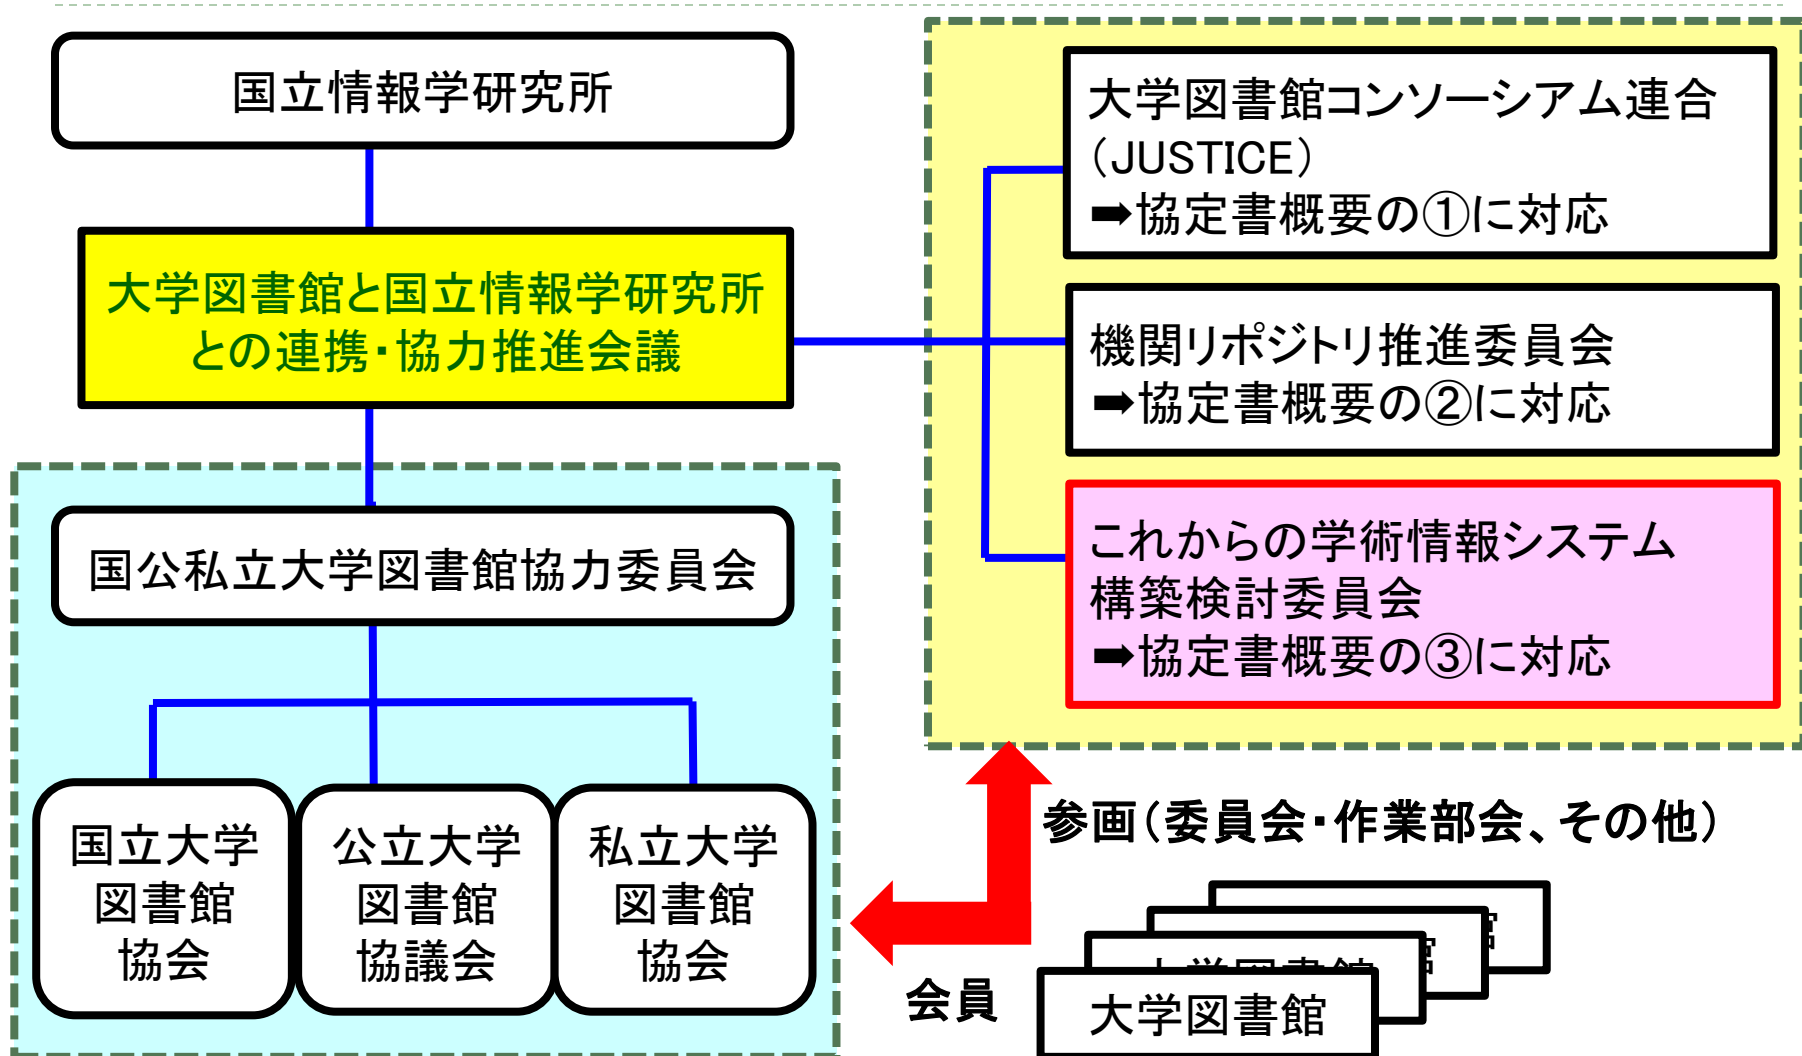 国立情報学研究所
大学図書館と国立情報学研究所
との連携・協力推進会議
国公私立大学図書館協力委員会
国立大学
図書館
協会
公立大学
図書館
協議会
私立大学
図書館
協会
大学図書館コンソーシアム連合
(JUSTICE)
➡協定書概要の①に対応
機関リポジトリ推進委員会
➡協定書概要の②に対応
これからの学術情報システム
構築検討委員会
➡協定書概要の③に対応
参画(委員会・作業部会、その他)
会員
館
館
大学図書館
大学図書館